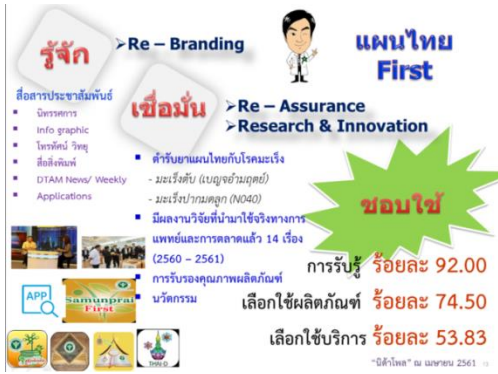 แผนไทย
First
รู้จัก
➢Re – Branding
สื่อสารประชาสัมพันธ์
▪ นิทรรศการ
▪ Info graphic
▪ โทรทัศน์ วิทยุ
▪ สื่อสิ่งพิมพ์
▪ DTAM News/ Weekly
▪ Applications
เชื่อมั่น
➢Re – Assurance
➢Research & Innovation
▪ ตำรับยาแผนไทยกับโรคมะเร็ง
- มะเร็งตับ (เบญจอำมฤตย์)
- มะเร็งปากมดลูก (N040)
▪ มีผลงานวิจัยที่นำมาใช้จริงทางการ
แพทย์และการตลาดแล้ว 14 เรื่อง
(2560 – 2561)
▪ การรับรองคุณภาพผลิตภัณฑ์
▪ นวัตกรรม
APP
Samunprai
First
THAI-D
ชอบใช้
การรับรู้ ร้อยละ 92.00
เลือกใช้ผลิตภัณฑ์ ร้อยละ 74.50
เลือกใช้บริการ ร้อยละ 53.83
"นิด้าโพล" ณ เมษายน 2561